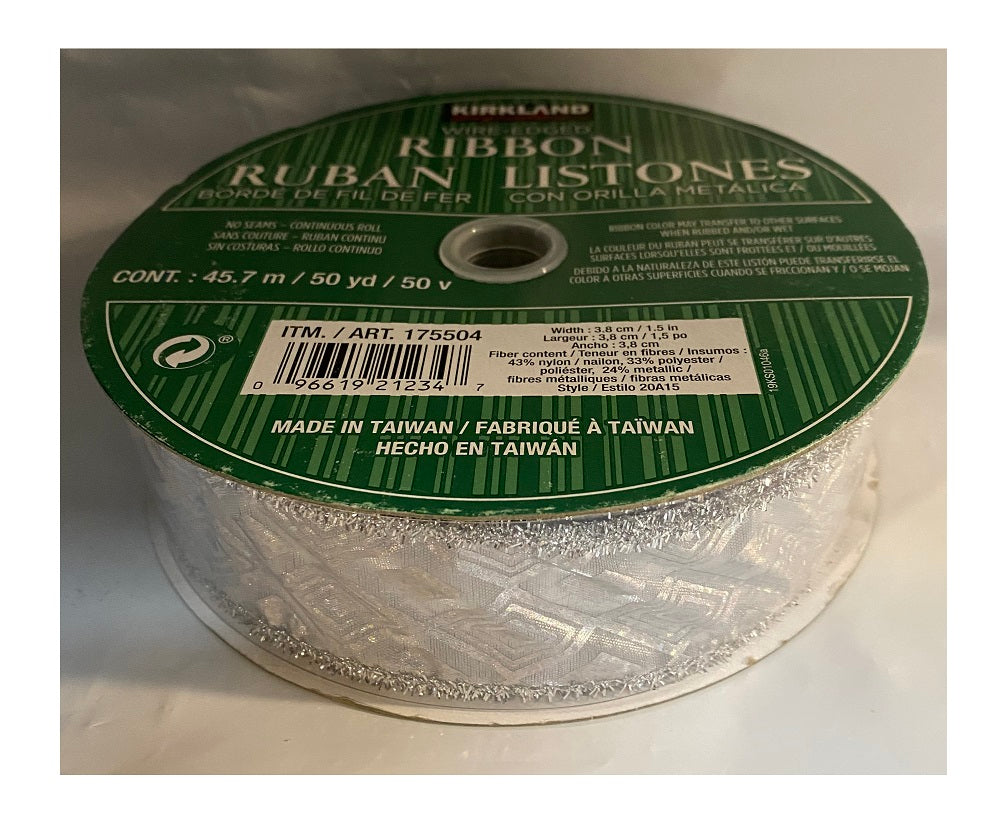 KIRKLAND
WIRE-EDGED
RIBBON
RUBAN LISTONES
BORDÉ DE FIL DE FER CON ORILLA METÁLICA
NO SEAMS – CONTINUOUS ROLL
SANS COUTURE – RUBAN CONTINU
SIN COSTURAS – ROLLO CONTINUO
CONT. : 45.7 m / 50 yd / 50 v
RIBBON COLOR MAY TRANSFER TO OTHER SURFACES
WHEN RUBBED AND/OR WET
LA COULEUR DU RUBAN PEUT SE TRANSFÉRER SUR D'AUTRES
SURFACES LORSQU'ELLES SONT FROTTÉES ET / OU MOUILLÉES
DEBIDO A LA NATURALEZA DE ESTE LISTÓN PUEDE TRANSFERIRSE EL
COLOR A OTRAS SUPERFICIES CUANDO SE FRICCIONAN Y / O SE MOJAN
®
ITM. / ART. 175504
0 96619 21234 7
Width : 3.8 cm / 1.5 in
Largeur : 3,8 cm / 1,5 po
Ancho : 3.8 cm
Fiber content / Teneur en fibres / Insumos :
43% nylon / nailon, 33% polyester /
poliéster, 24% metallic /
fibres métalliques / fibras metálicas
Style / Estilo 20A15
19KS01046a
MADE IN TAIWAN / FABRIQUÉ À TAÏWAN
HECHO EN TAIWÁN